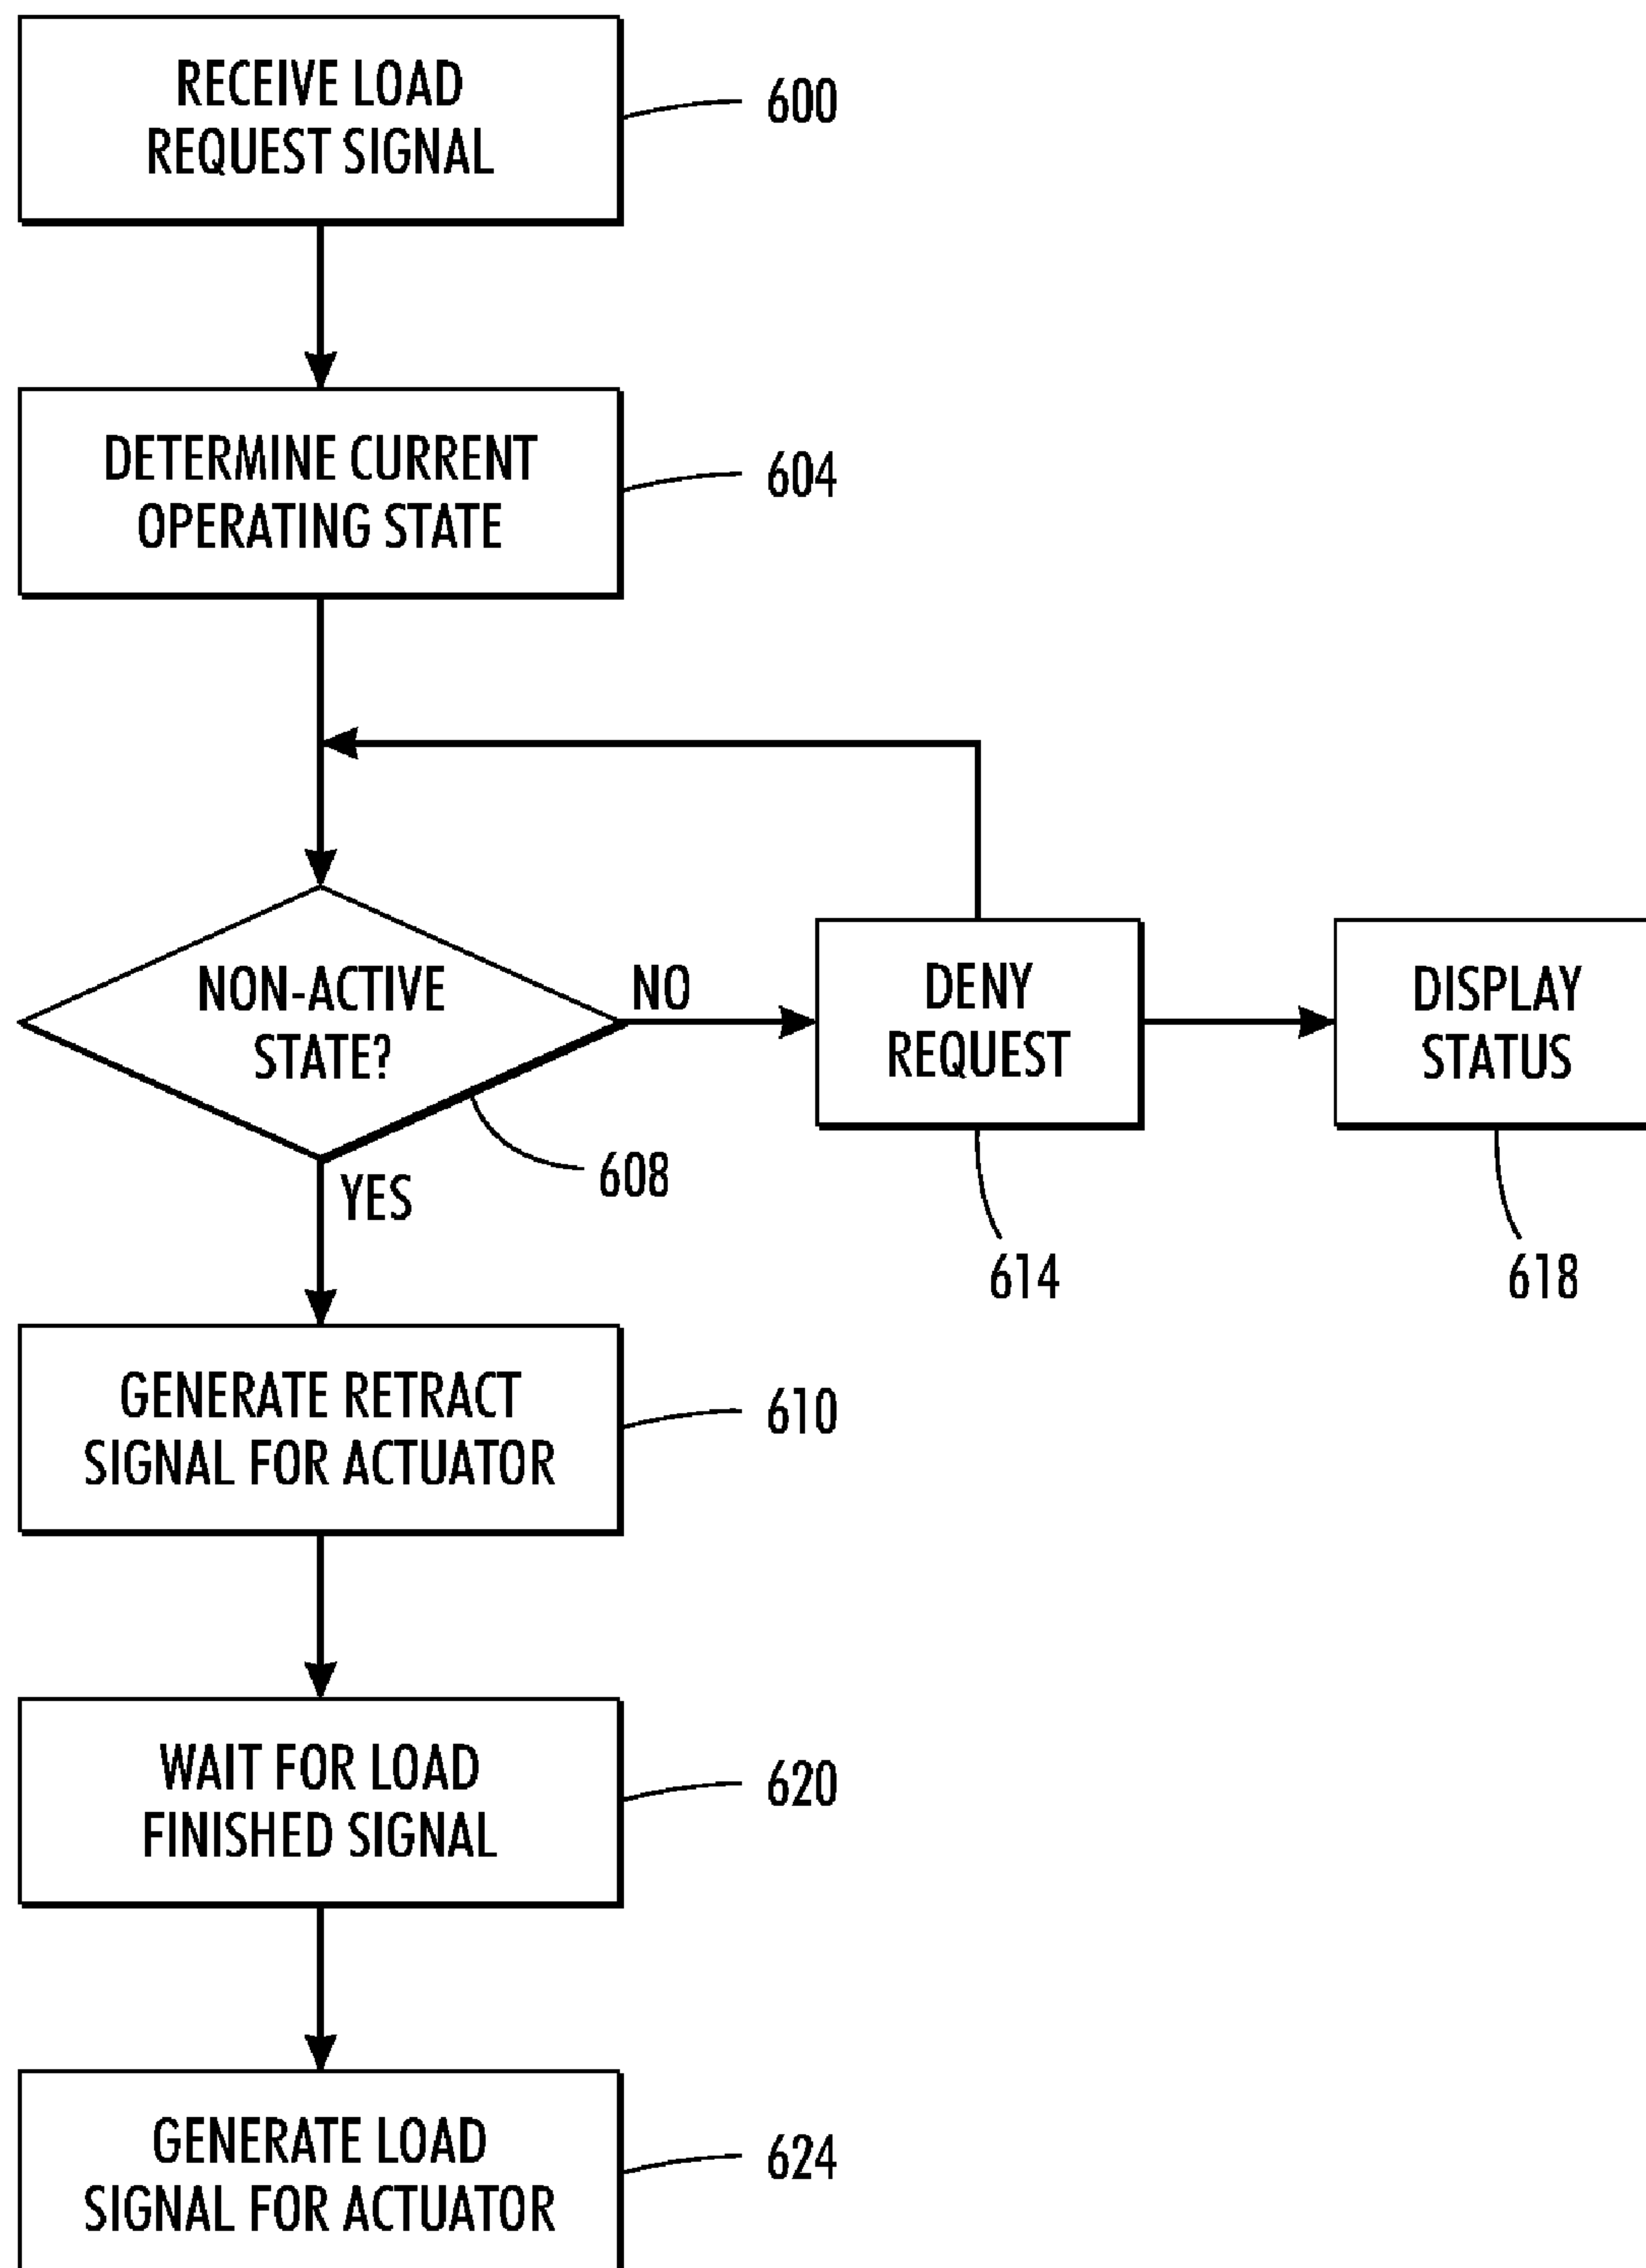 RECEIVE LOAD
REQUEST SIGNAL
600
DETERMINE CURRENT
OPERATING STATE
604
NON-ACTIVE
STATE?
NO
YES
608
DENY
REQUEST
614
DISPLAY
STATUS
618
GENERATE RETRACT
SIGNAL FOR ACTUATOR
610
WAIT FOR LOAD
FINISHED SIGNAL
620
GENERATE LOAD
SIGNAL FOR ACTUATOR
624